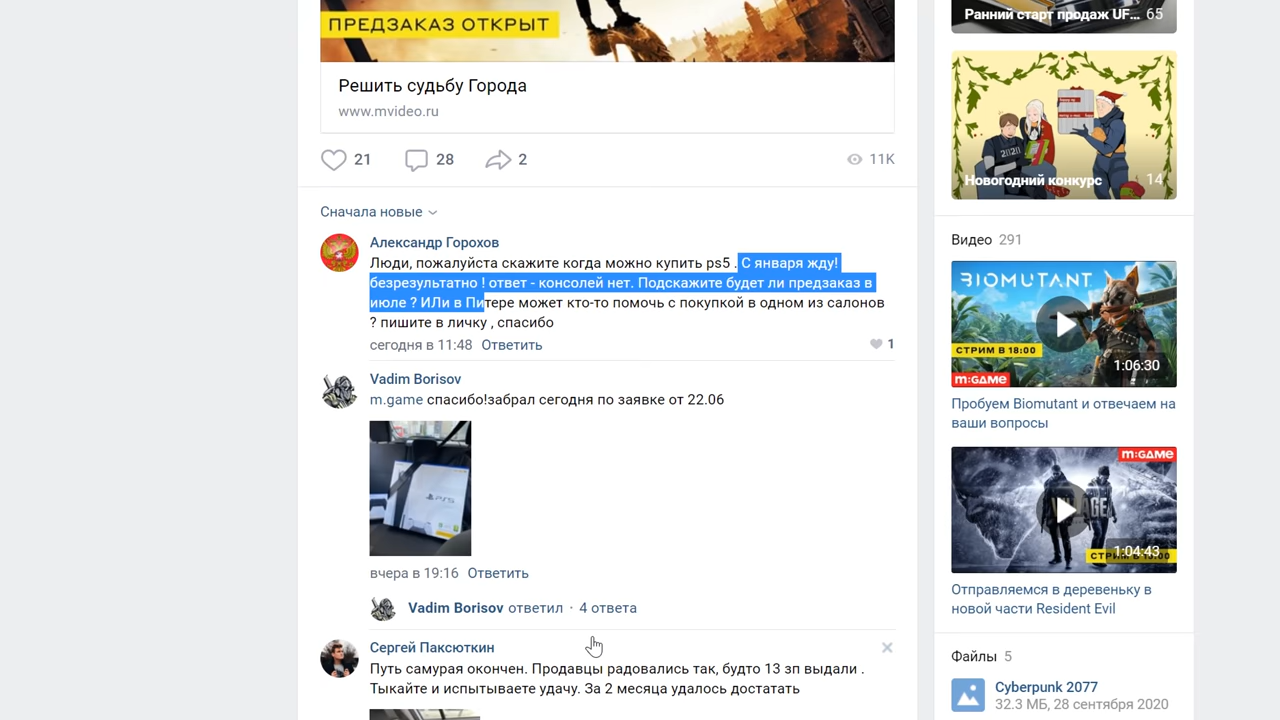 ПРЕДЗАКАЗ ОТКРЫТ
Решить судьбу Города
www.mvideo.ru
21
28
2
11K
Сначала новые
Александр Горохов
Люди, пожалуйста скажите когда можно купить ps5 . С января жду!
безрезультатно ! ответ - консолей нет. Подскажите будет ли предзаказ в
июле ? ИЛи в Питере может кто-то помочь с покупкой в одном из салонов
? пишите в личку , спасибо
сегодня в 11:48 Ответить
1
Vadim Borisov
m.game спасибо!забрал сегодня по заявке от 22.06
PS5
вчера в 19:16 Ответить
Vadim Borisov ответил · 4 ответа
Сергей Паксюткин
Путь самурая окончен. Продавцы радовались так, будто 13 зп выдали .
Тыкайте и испытываете удачу. За 2 месяца удалось достатать
Ранний старт продаж UF... 65
Новогодний конкурс 14
Видео 291
BIOMUTANT
СТРИМ В 18:00
1:06:30
m:GAME
Пробуем Biomutant и отвечаем на
ваши вопросы
m:GAME
1:04:43
Отправляемся в деревеньку в
новой части Resident Evil
Файлы 5
Cyberpunk 2077
32.3 МБ, 28 сентября 2020